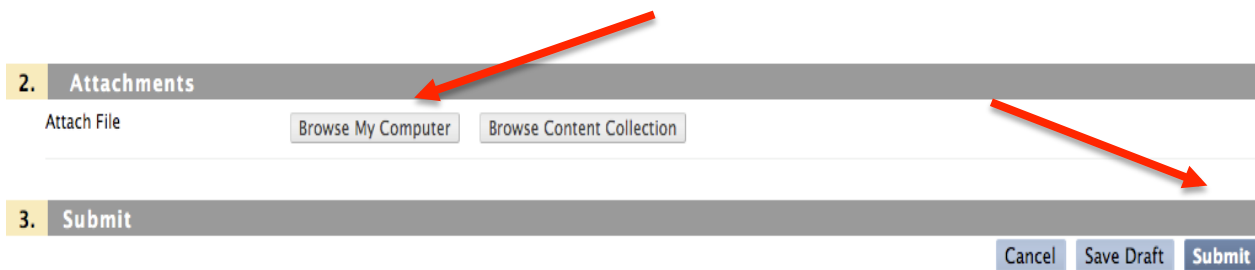 2. Attachments
Attach File Browse My Computer Browse Content Collection
3. Submit
Cancel Save Draft Submit